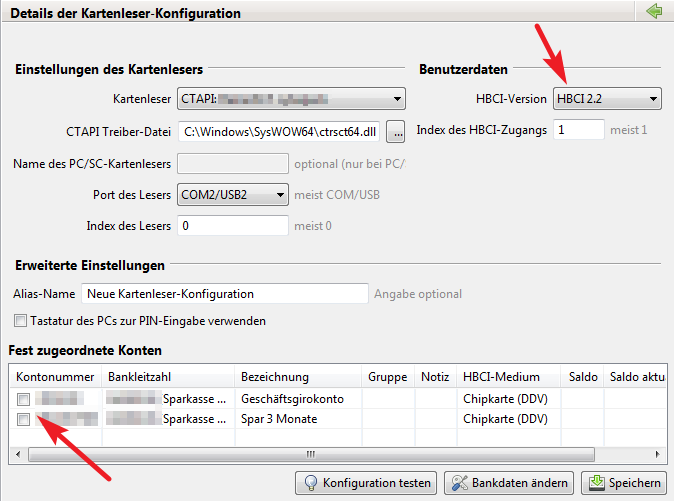 Details der Kartenleser-Konfiguration
Einstellungen des Kartenlesers
Benutzerdaten
Kartenleser CTAPI:
HBCI-Version HBCI 2.2
CTAPI Treiber-Datei C:\Windows\SysWOW64\ctrsct64.dll ...
Index des HBCI-Zugangs 1 meist 1
Name des PC/SC-Kartenlesers optional (nur bei PC/
Port des Lesers COM2/USB2 meist COM/USB
Index des Lesers 0 meist 0
Erweiterte Einstellungen
Alias-Name Neue Kartenleser-Konfiguration Angabe optional
Tastatur des PCs zur PIN-Eingabe verwenden
Fest zugeordnete Konten
Kontonummer Bankleitzahl Bezeichnung Gruppe Notiz HBCI-Medium Saldo Saldo aktu
Sparkasse ... Geschäftsgirokonto Chipkarte (DDV)
Sparkasse ... Spar 3 Monate Chipkarte (DDV)
Konfiguration testen Bankdaten ändern Speichern